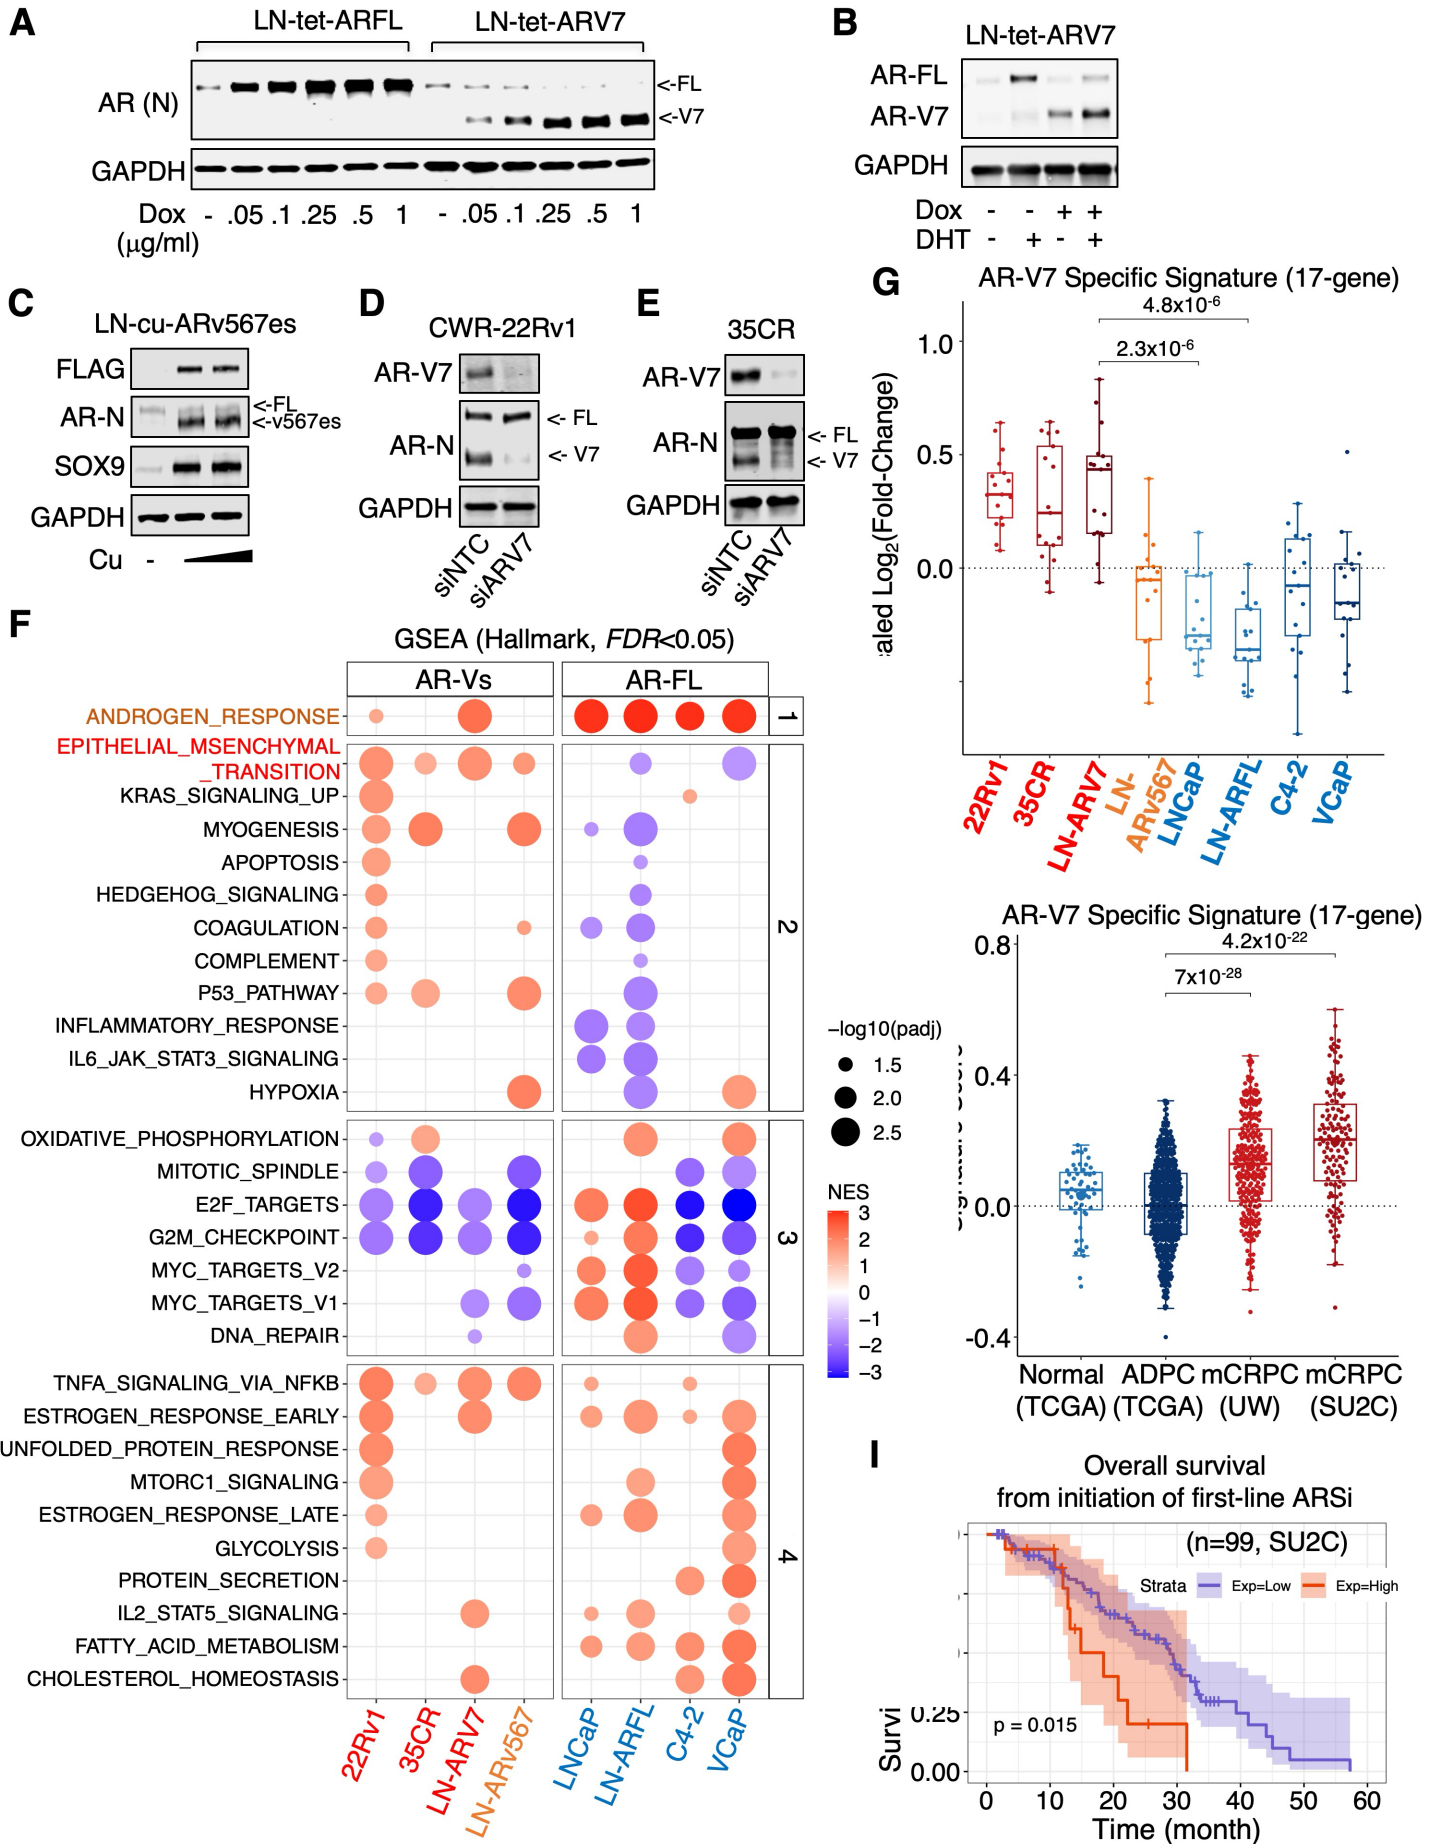 A
LN-tet-ARFL
LN-tet-ARV7
AR (N)
<-FL
<-V7
GAPDH
Dox - .05 .1 .25 .5 1 - .05 .1 .25 .5 1
(µg/ml)
B
LN-tet-ARV7
AR-FL
AR-V7
GAPDH
Dox - - + +
DHT - + - +
C
LN-cu-ARv567es
FLAG
AR-N
<-FL
<-v567es
SOX9
GAPDH
Cu -
D
CWR-22Rv1
AR-V7
AR-N
<- FL
<- V7
GAPDH
siNTC
siARV7
E
35CR
AR-V7
AR-N
<- FL
<- V7
GAPDH
siNTC
siARV7
F
GSEA (Hallmark, FDR<0.05)
AR-Vs
AR-FL
ANDROGEN_RESPONSE
EPITHELIAL_MSENCHYMAL
_TRANSITION
KRAS_SIGNALING_UP
MYOGENESIS
APOPTOSIS
HEDGEHOG_SIGNALING
COAGULATION
COMPLEMENT
P53_PATHWAY
INFLAMMATORY_RESPONSE
IL6_JAK_STAT3_SIGNALING
HYPOXIA
OXIDATIVE_PHOSPHORYLATION
MITOTIC_SPINDLE
E2F_TARGETS
G2M_CHECKPOINT
MYC_TARGETS_V2
MYC_TARGETS_V1
DNA_REPAIR
TNFA_SIGNALING_VIA_NFKB
ESTROGEN_RESPONSE_EARLY
UNFOLDED_PROTEIN_RESPONSE
MTORC1_SIGNALING
ESTROGEN_RESPONSE_LATE
GLYCOLYSIS
PROTEIN_SECRETION
IL2_STAT5_SIGNALING
FATTY_ACID_METABOLISM
CHOLESTEROL_HOMEOSTASIS
1
2
3
4
22Rv1
35CR
LN-ARV7
LN-ARv567
LNCaP
LN-ARFL
C4-2
VCaP
−log10(padj)
1.5
2.0
2.5
NES
3
2
1
0
−1
−2
−3
G
AR-V7 Specific Signature (17-gene)
4.8x10-6
2.3x10-6
aled Log2(Fold-Change)
1.0
0.5
0.0
22Rv1
35CR
LN-ARV7
LN-
ARv567
LNCaP
LN-ARFL
C4-2
VCaP
AR-V7 Specific Signature (17-gene)
4.2x10-22
7x10-28
0.8
0.4
0.0
-0.4
Normal ADPC mCRPC mCRPC
(TCGA) (TCGA) (UW) (SU2C)
I
Overall survival
from initiation of first-line ARSi
(n=99, SU2C)
Strata Exp=Low Exp=High
p = 0.015
Survi
0.25
0.00
0 10 20 30 40 50 60
Time (month)